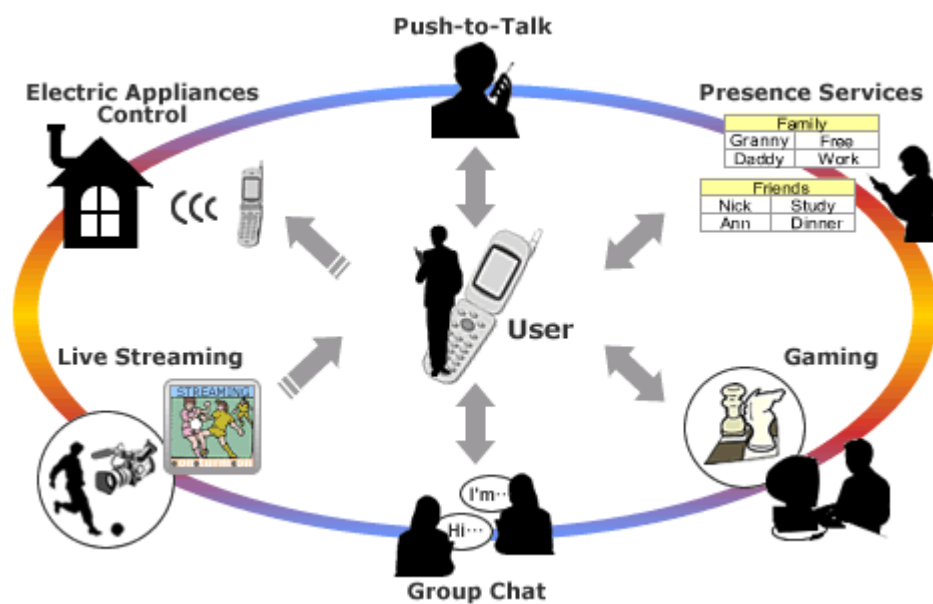 Push-to-Talk
Electric Appliances
Control
Presence Services
Family
Granny Free
Daddy Work
Friends
Nick Study
Ann Dinner
User
Live Streaming
STREAMING
Gaming
I'm···
Hi···
Group Chat